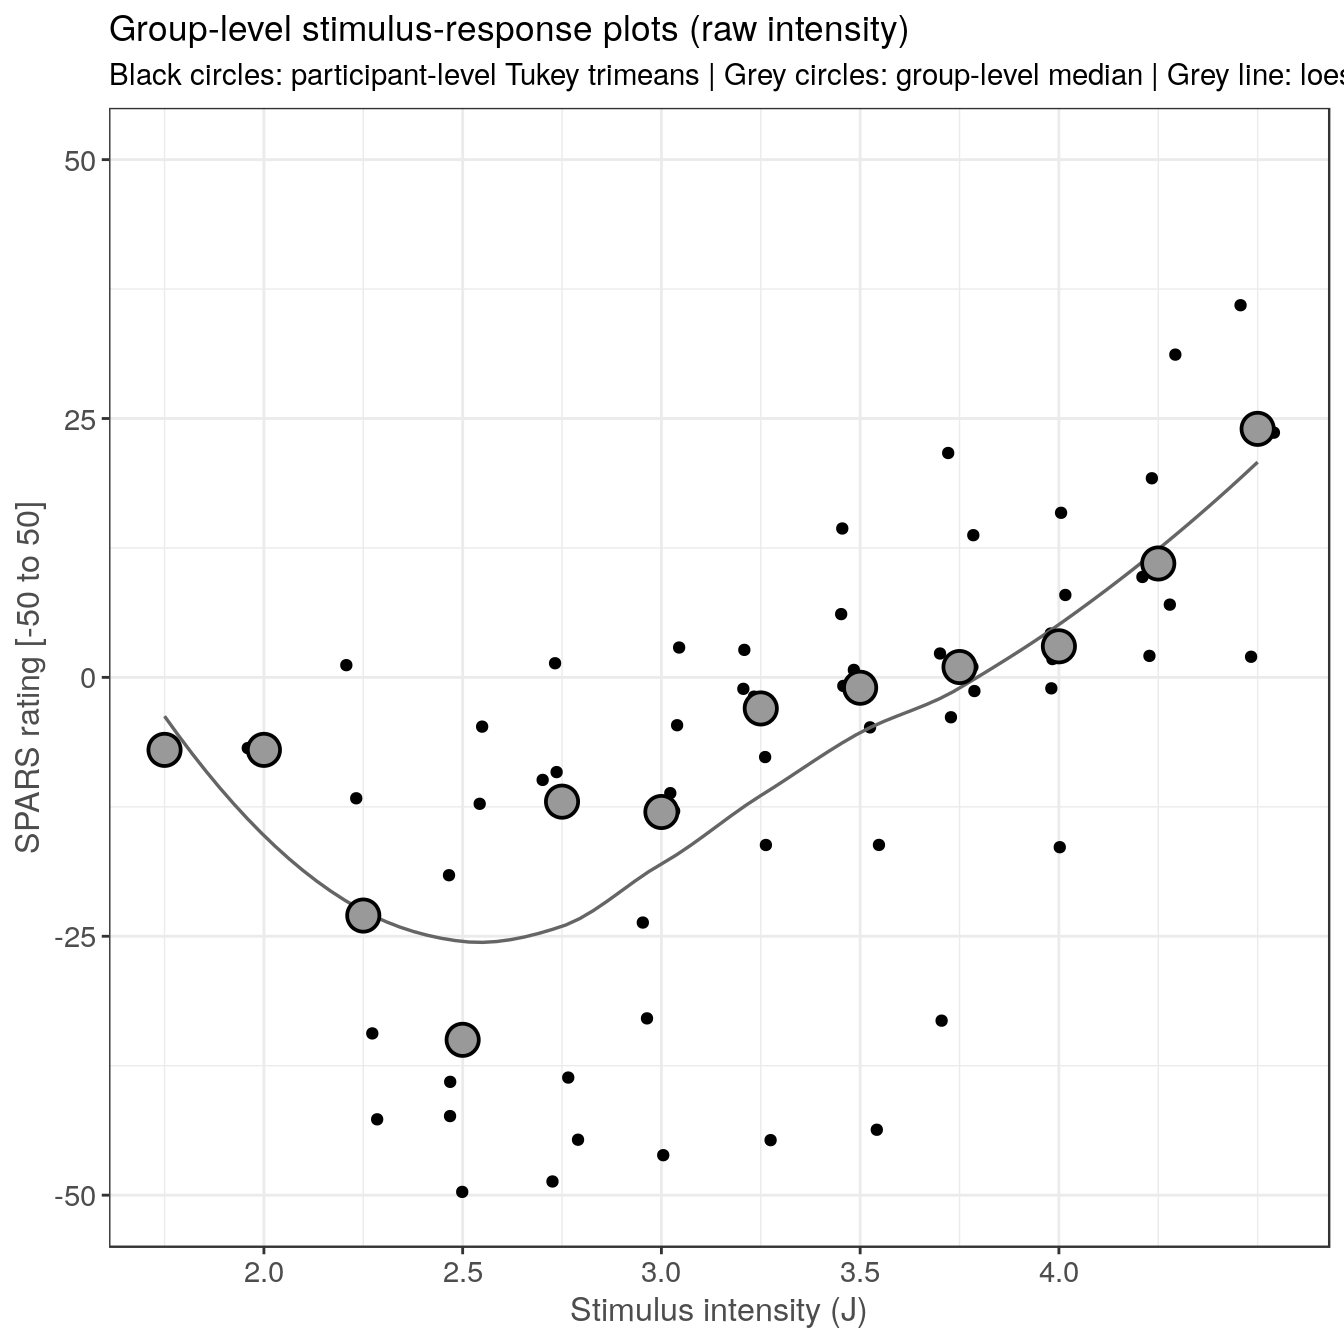 Group-level stimulus-response plots (raw intensity)
Black circles: participant-level Tukey trimeans | Grey circles: group-level median | Grey line: loes
50
25
0
-25
-50
SPARS rating [-50 to 50]
2.0 2.5 3.0 3.5 4.0
Stimulus intensity (J)